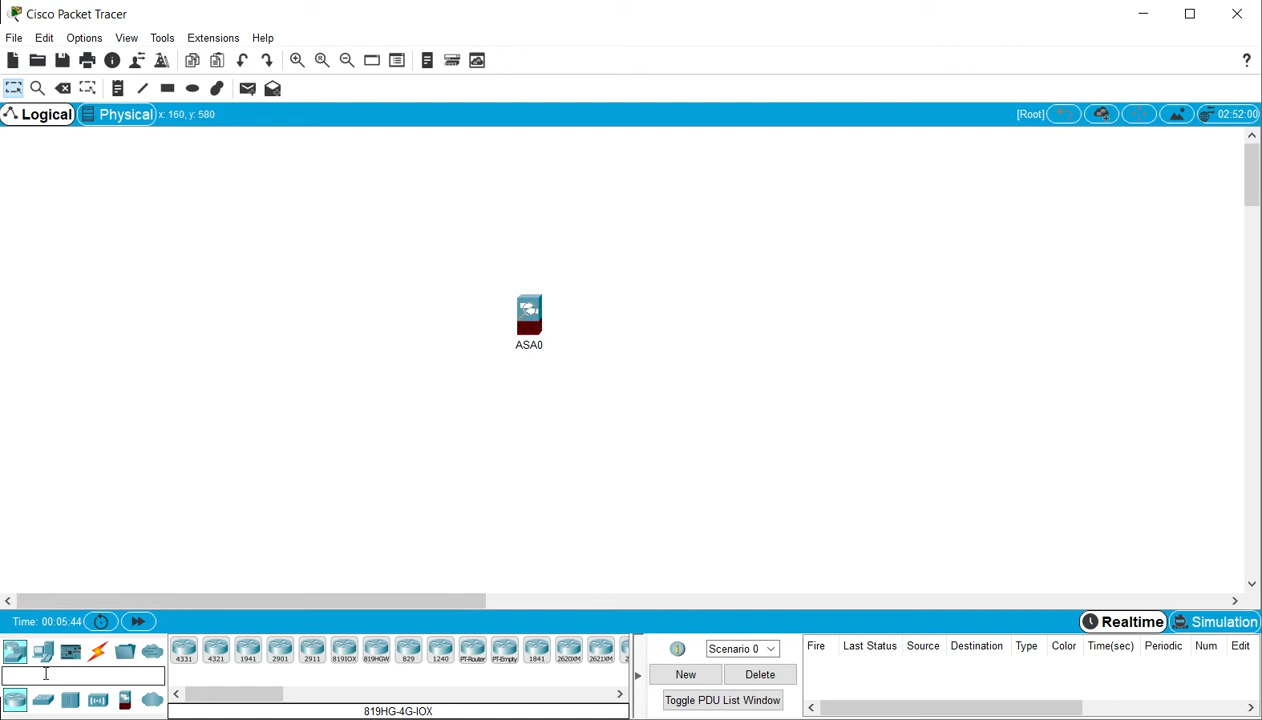 Cisco Packet Tracer
File Edit Options View Tools Extensions Help
?
Logical Physical x: 160, y: 580 [Root] 02:52:00
ASA0
Time: 00:05:44 Realtime Simulation
4331 4321 1941 2901 2911 819IOX 819HGW 829 1240 PT-Router PT-Empty 1841 2620XM 2621XM 2
819HG-4G-IOX
Scenario 0
New Delete
Toggle PDU List Window
Fire Last Status Source Destination Type Color Time(sec) Periodic Num Edit